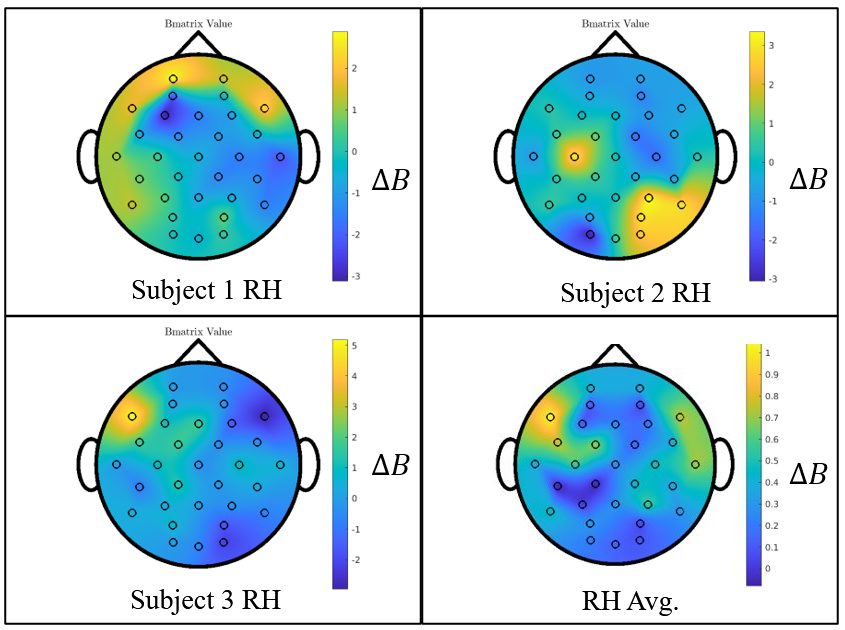 Bmatrix Value
2
1
0
-1
-2
-3
ΔB
Subject 1 RH
Bmatrix Value
3
2
1
0
-1
-2
-3
ΔB
Subject 2 RH
Bmatrix Value
5
4
3
2
1
0
-1
-2
ΔB
Subject 3 RH
1
0.9
0.8
0.7
0.6
0.5
0.4
0.3
0.2
0.1
0
ΔB
RH Avg.